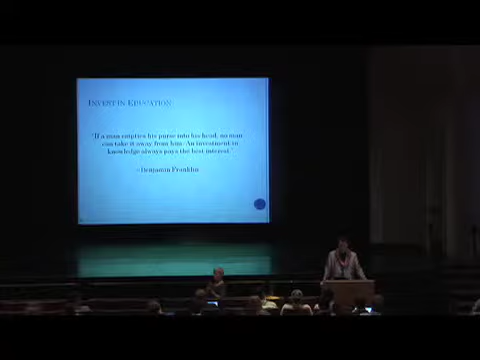 INVEST IN EDUCATION
"If a man empties his purse into his head, no man
can take it away from him. An investment in
knowledge always pays the best interest."
- Benjamin Franklin